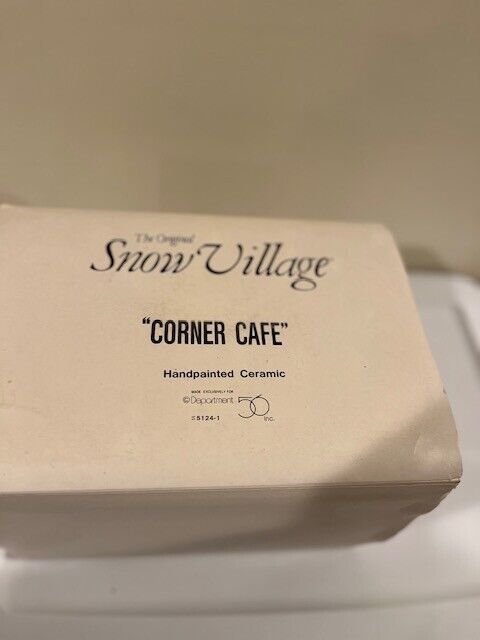 The Original
Snow Village
"CORNER CAFE"
Handpainted Ceramic
MADE EXCLUSIVELY FOR
© Department 56 Inc.
5124-1